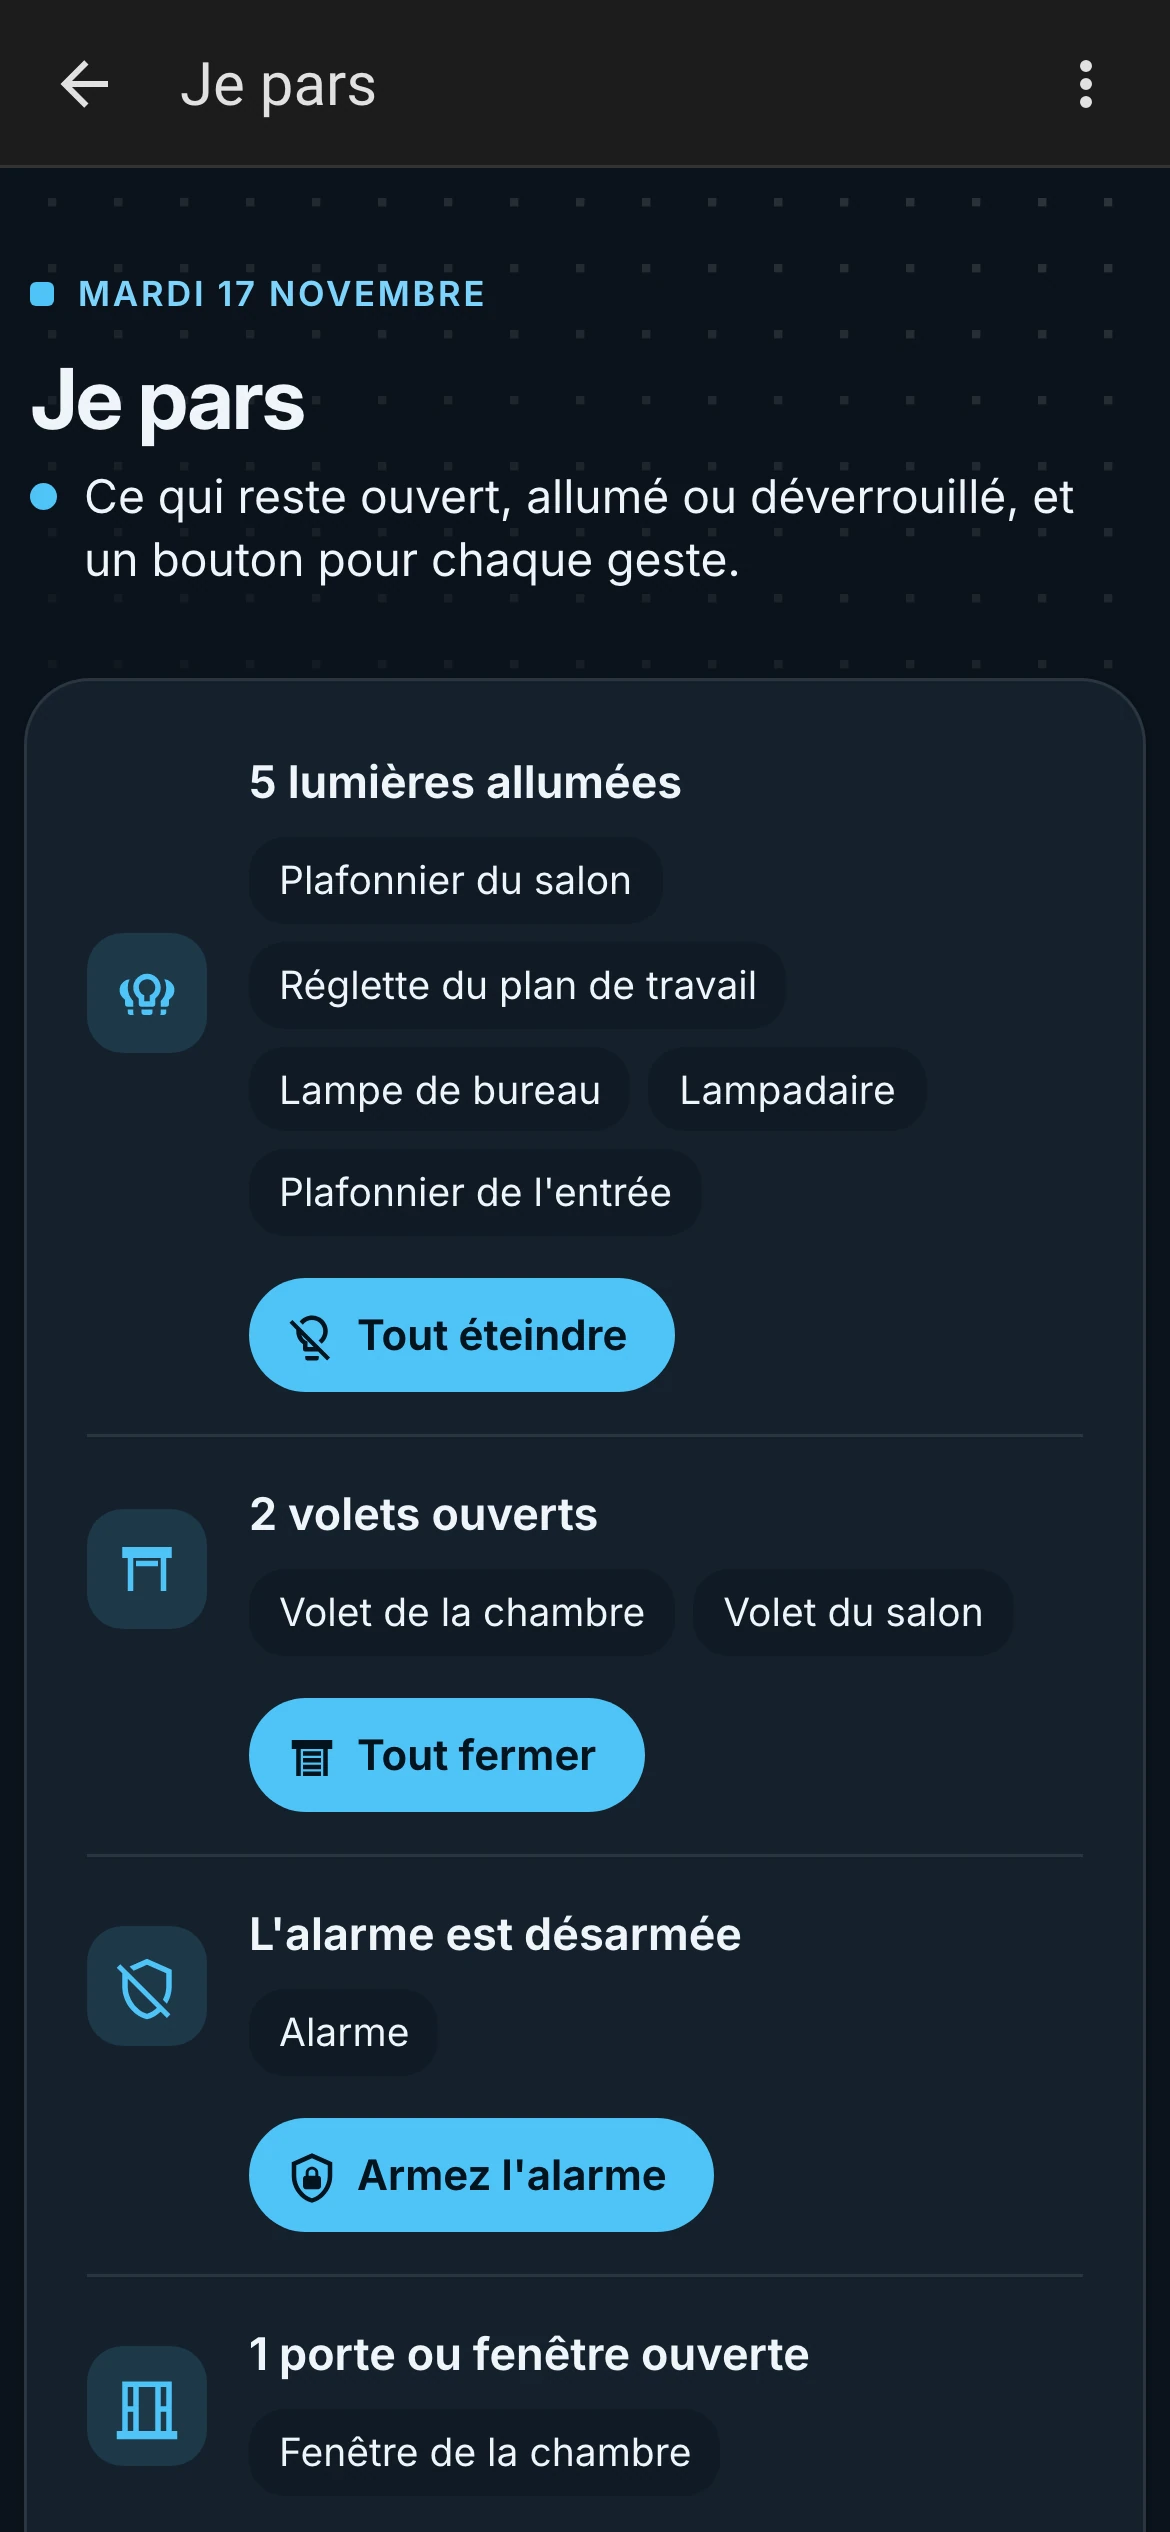 Je pars
MARDI 17 NOVEMBRE
Je pars
Ce qui reste ouvert, allumé ou déverrouillé, et
un bouton pour chaque geste.
5 lumières allumées
Plafonnier du salon
Réglette du plan de travail
Lampe de bureau Lampadaire
Plafonnier de l'entrée
Tout éteindre
2 volets ouverts
Volet de la chambre Volet du salon
Tout fermer
L'alarme est désarmée
Alarme
Armez l'alarme
1 porte ou fenêtre ouverte
Fenêtre de la chambre